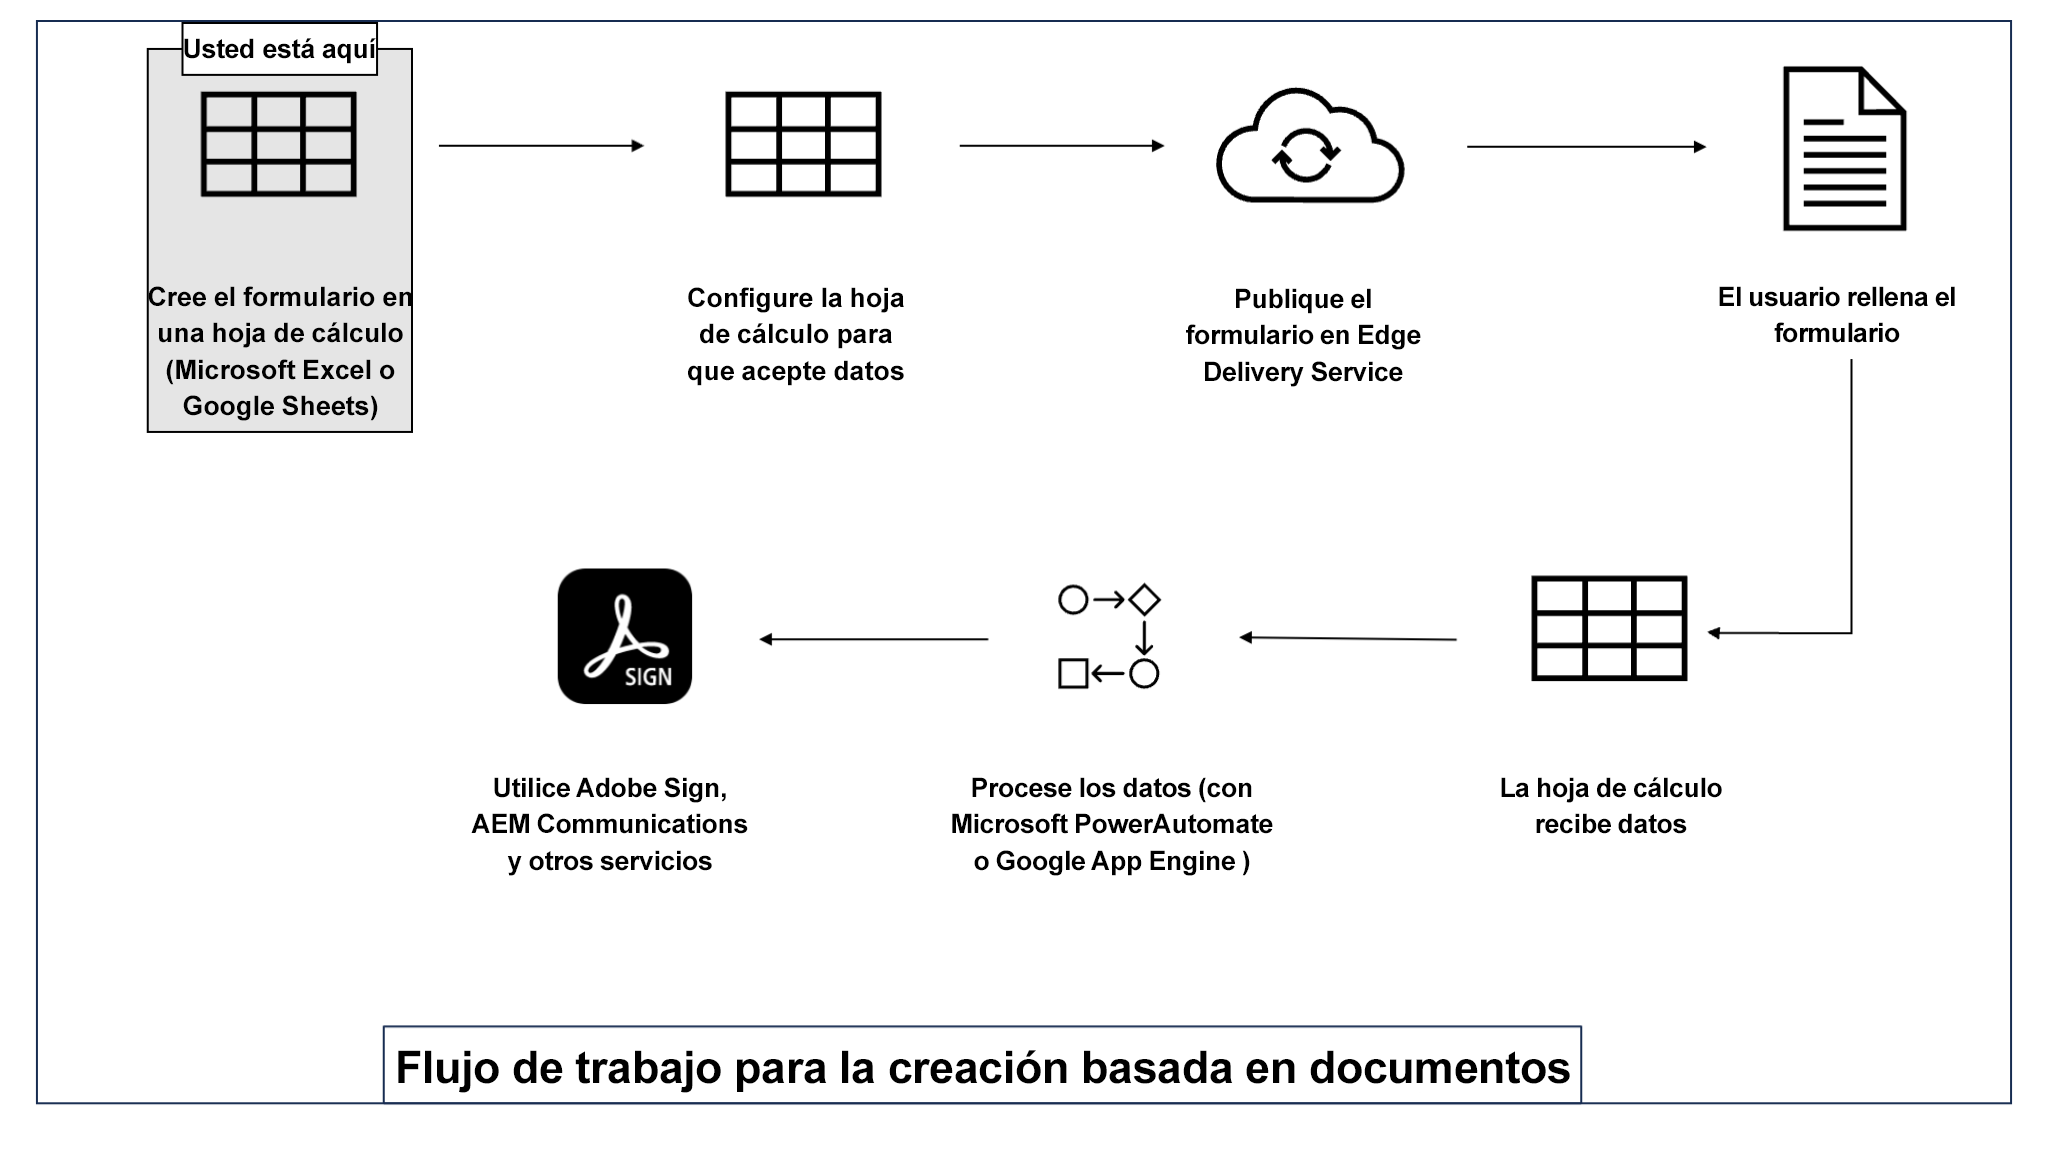 Usted está aquí
Cree el formulario en
una hoja de cálculo
(Microsoft Excel o
Google Sheets)
Configure la hoja
de cálculo para
que acepte datos
Publique el
formulario en Edge
Delivery Service
El usuario rellena el
formulario
SIGN
Utilice Adobe Sign,
AEM Communications
y otros servicios
Procese los datos (con
Microsoft PowerAutomate
o Google App Engine )
La hoja de cálculo
recibe datos
Flujo de trabajo para la creación basada en documentos